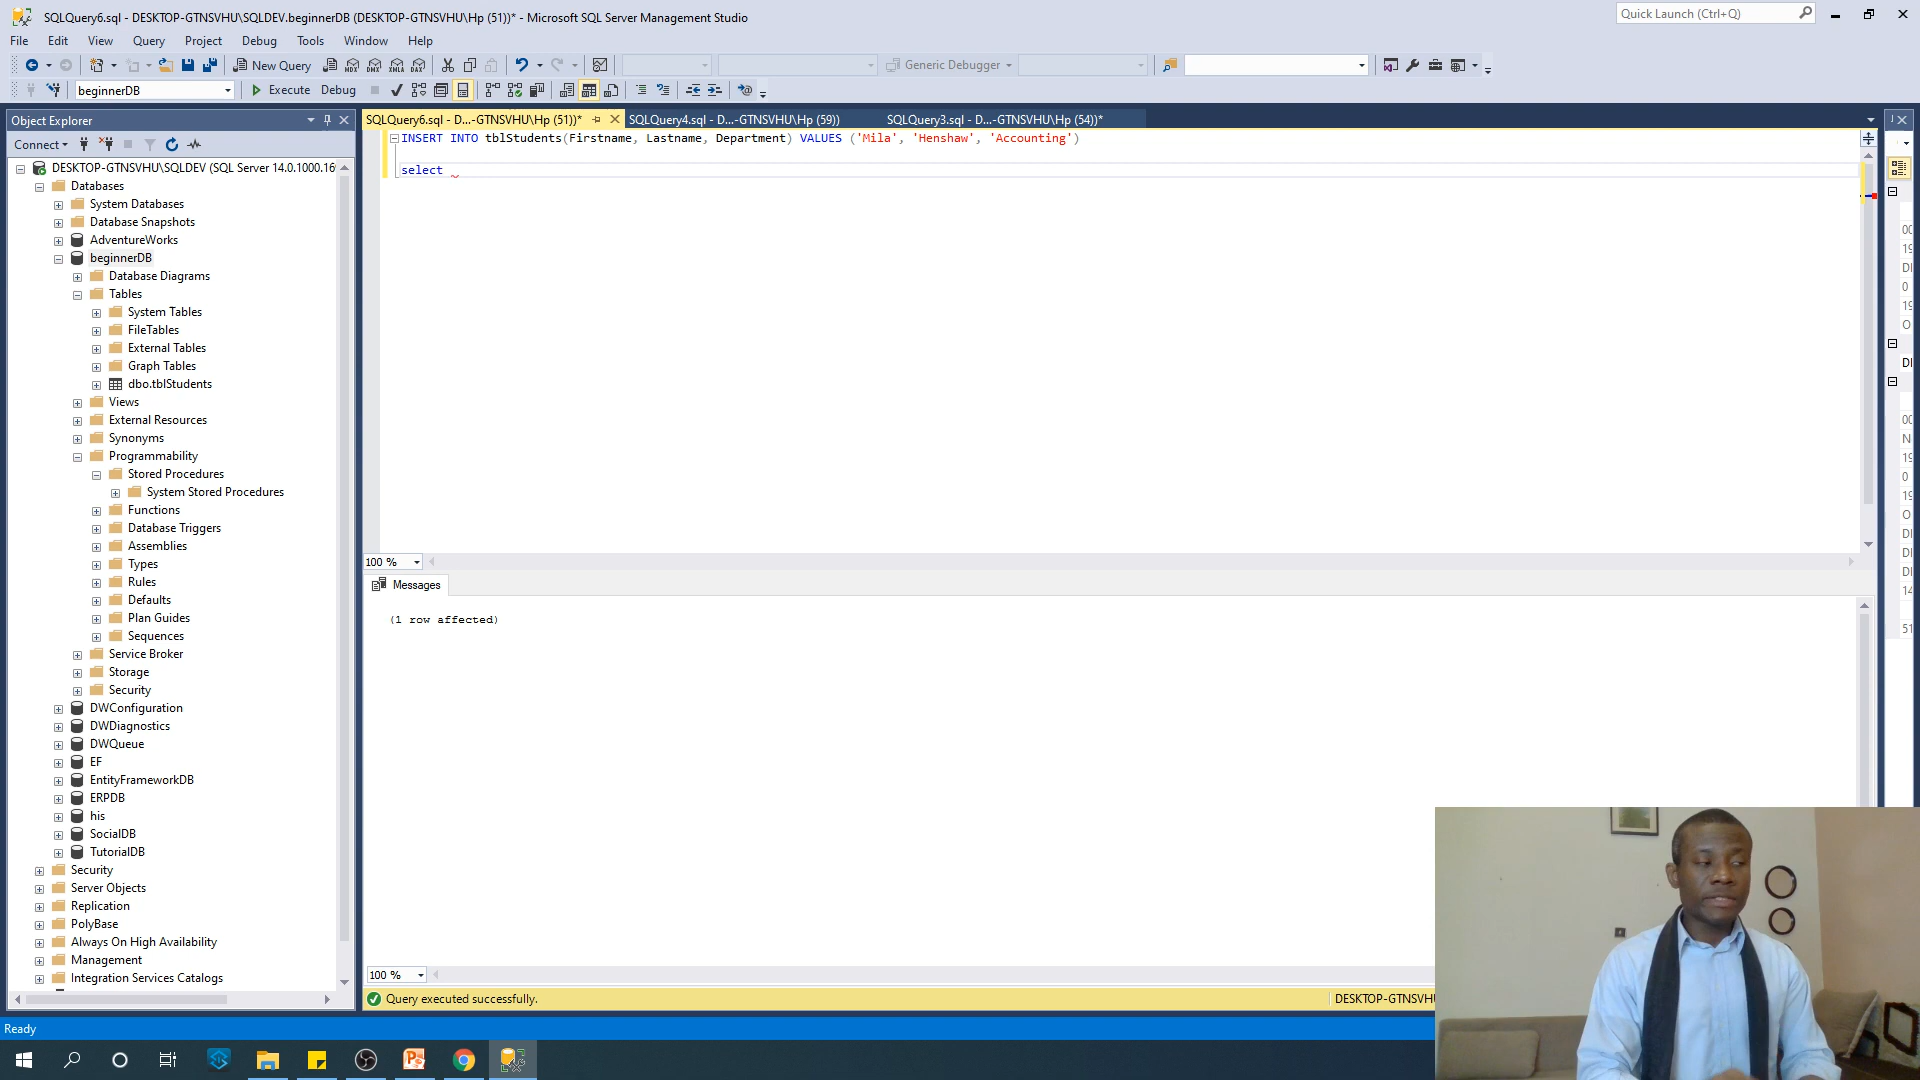 SQLQuery6.sql - DESKTOP-GTNSVHU\SQLDEV.beginnerDB (DESKTOP-GTNSVHU\Hp (51))* - Microsoft SQL Server Management Studio
Quick Launch (Ctrl+Q)
File Edit View Query Project Debug Tools Window Help
New Query
MDX DMX XMLA DAX
Generic Debugger
beginnerDB
Execute Debug
Object Explorer
SQLQuery6.sql - D...-GTNSVHU\Hp (51))*
SQLQuery4.sql - D...-GTNSVHU\Hp (59))
SQLQuery3.sql - D...-GTNSVHU\Hp (54))*
Connect
INSERT INTO tblStudents(Firstname, Lastname, Department) VALUES ('Mila', 'Henshaw', 'Accounting')
select
DESKTOP-GTNSVHU\SQLDEV (SQL Server 14.0.1000.16
Databases
System Databases
Database Snapshots
AdventureWorks
beginnerDB
Database Diagrams
Tables
System Tables
FileTables
External Tables
Graph Tables
dbo.tblStudents
Views
External Resources
Synonyms
Programmability
Stored Procedures
System Stored Procedures
Functions
Database Triggers
Assemblies
Types
Rules
Defaults
Plan Guides
Sequences
Service Broker
Storage
Security
DWConfiguration
DWDiagnostics
DWQueue
EF
EntityFrameworkDB
ERPDB
his
SocialDB
TutorialDB
Security
Server Objects
Replication
PolyBase
Always On High Availability
Management
Integration Services Catalogs
100 %
Messages
(1 row affected)
100 %
Query executed successfully.
DESKTOP-GTNSVHU
Ready